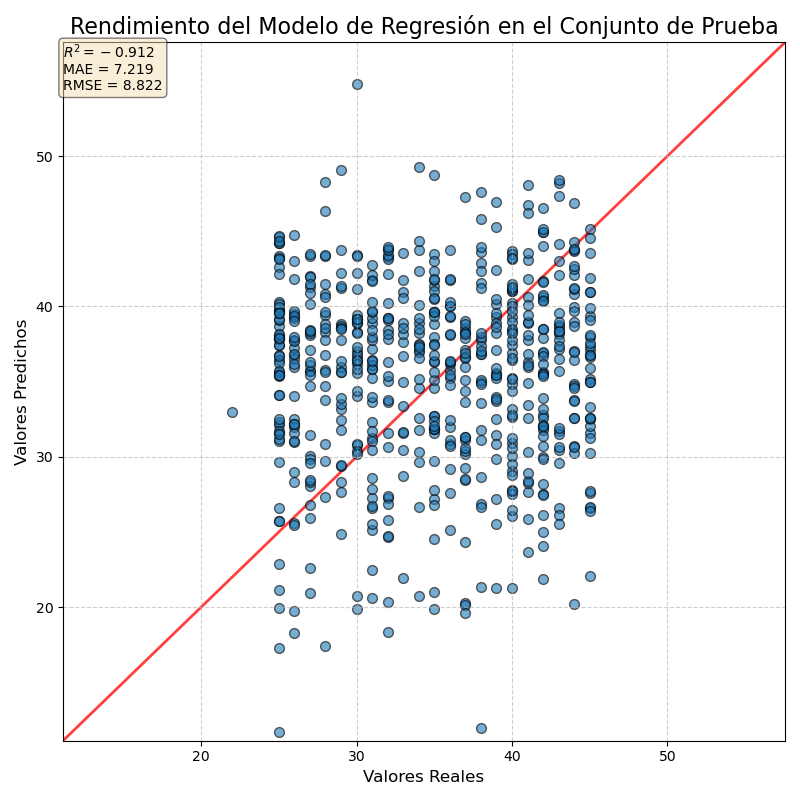 Rendimiento del Modelo de Regresión en el Conjunto de Prueba
R² = −0.912
MAE = 7.219
RMSE = 8.822
50
40
30
20
Valores Predichos
20 30 40 50
Valores Reales